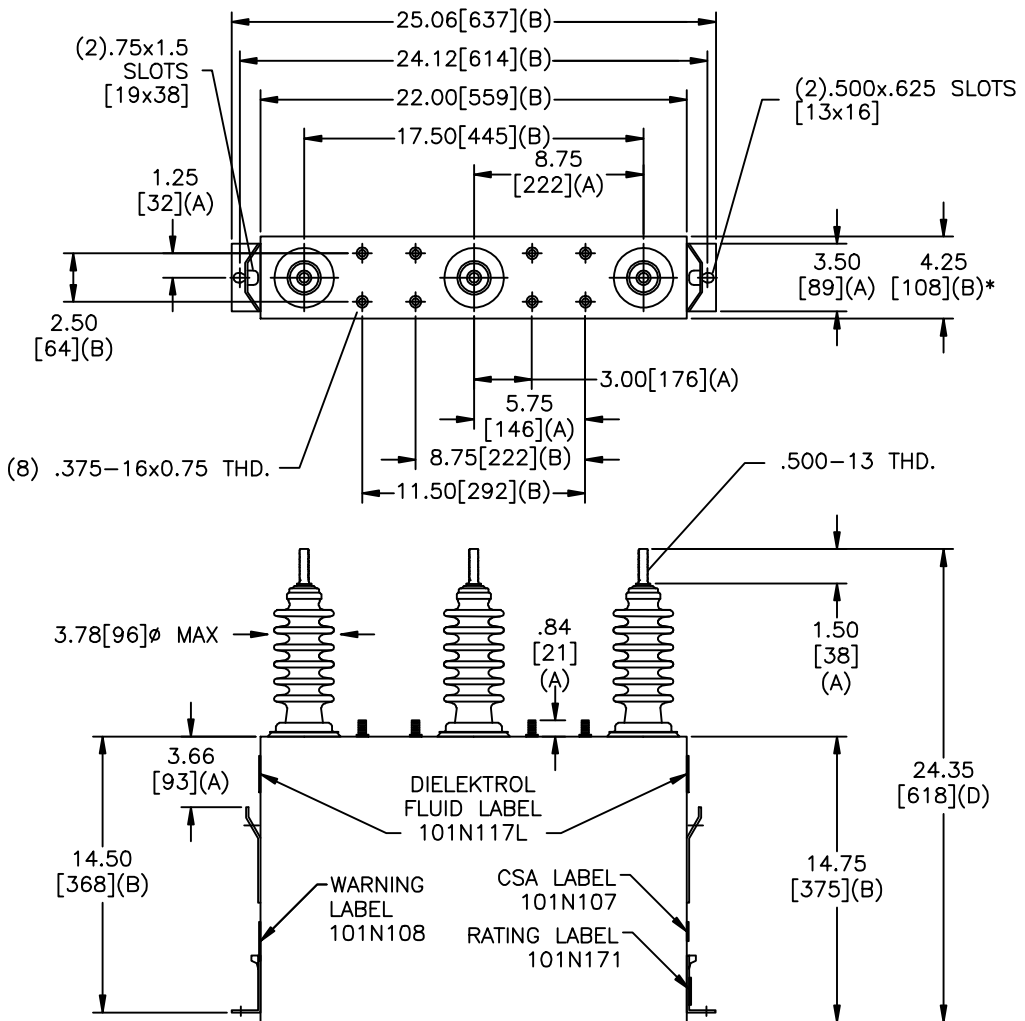 25.06[637](B)
(2).75x1.5
SLOTS
[19x38]
24.12[614](B)
(2).500x.625 SLOTS
[13x16]
22.00[559](B)
17.50[445](B)
8.75
[222](A)
1.25
[32](A)
3.50
[89](A)
4.25
[108](B)*
2.50
[64](B)
3.00[176](A)
5.75
[146](A)
(8) .375-16x0.75 THD.
8.75[222](B)
.500-13 THD.
11.50[292](B)
3.78[96]ø MAX
.84
[21]
(A)
1.50
[38]
(A)
3.66
[93](A)
DIELEKTROL
FLUID LABEL
101N117L
24.35
[618](D)
14.50
[368](B)
14.75
[375](B)
WARNING
LABEL
101N108
CSA LABEL
101N107
RATING LABEL
101N171